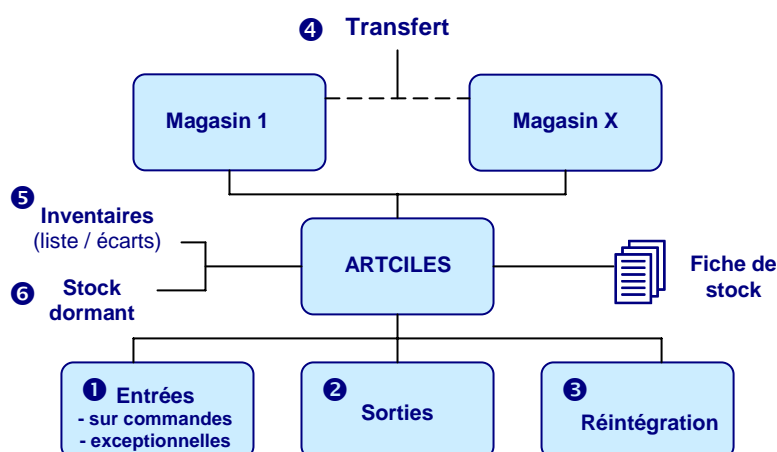 ❹ Transfert
Magasin 1
Magasin X
❺ Inventaires
(liste / écarts)
ARTCILES
Fiche de
stock
❻ Stock
dormant
❶ Entrées
- sur commandes
- exceptionnelles
❷
Sorties
❸
Réintégration